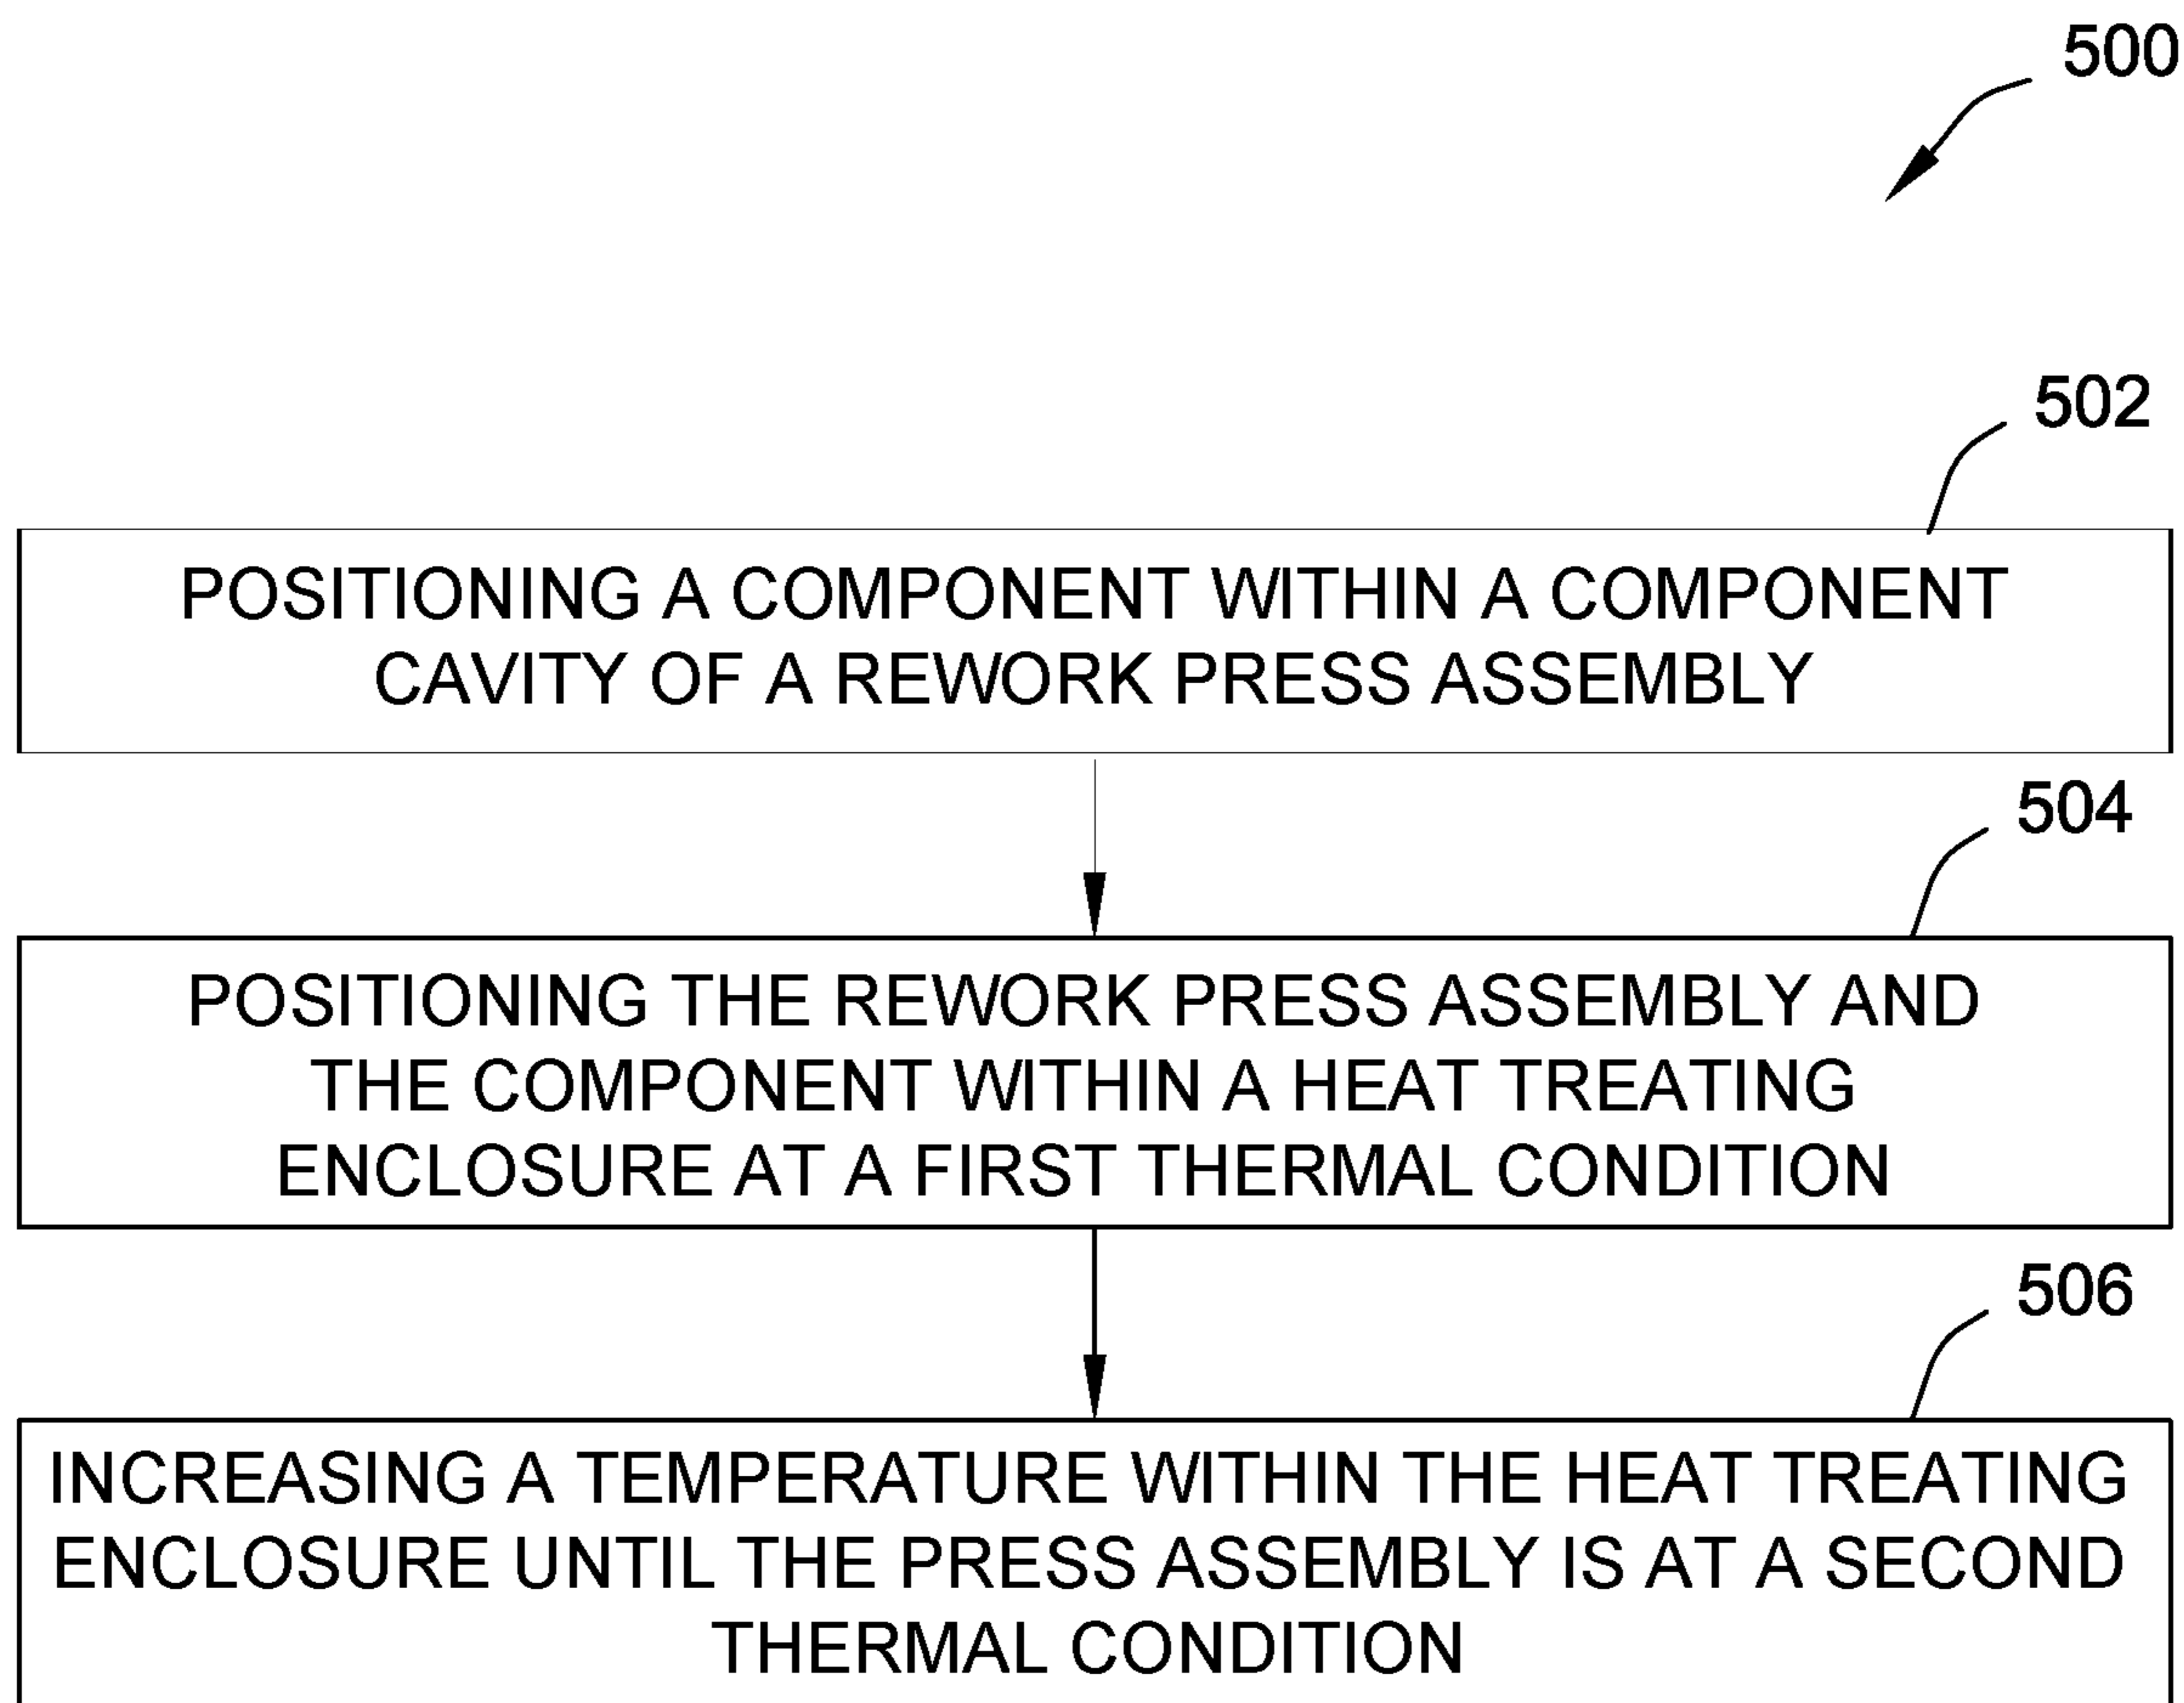 500
502
POSITIONING A COMPONENT WITHIN A COMPONENT
CAVITY OF A REWORK PRESS ASSEMBLY
504
POSITIONING THE REWORK PRESS ASSEMBLY AND
THE COMPONENT WITHIN A HEAT TREATING
ENCLOSURE AT A FIRST THERMAL CONDITION
506
INCREASING A TEMPERATURE WITHIN THE HEAT TREATING
ENCLOSURE UNTIL THE PRESS ASSEMBLY IS AT A SECOND
THERMAL CONDITION